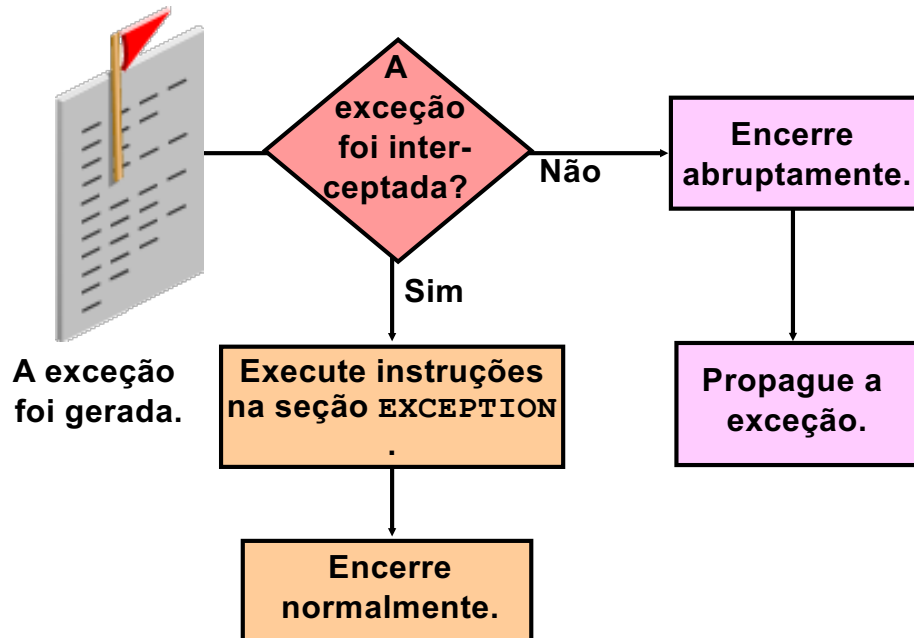 A
exceção
foi inter-
ceptada?
Não
Encerre
abruptamente.
Sim
A exceção
foi gerada.
Execute instruções
na seção EXCEPTION
.
Propague a
exceção.
Encerre
normalmente.